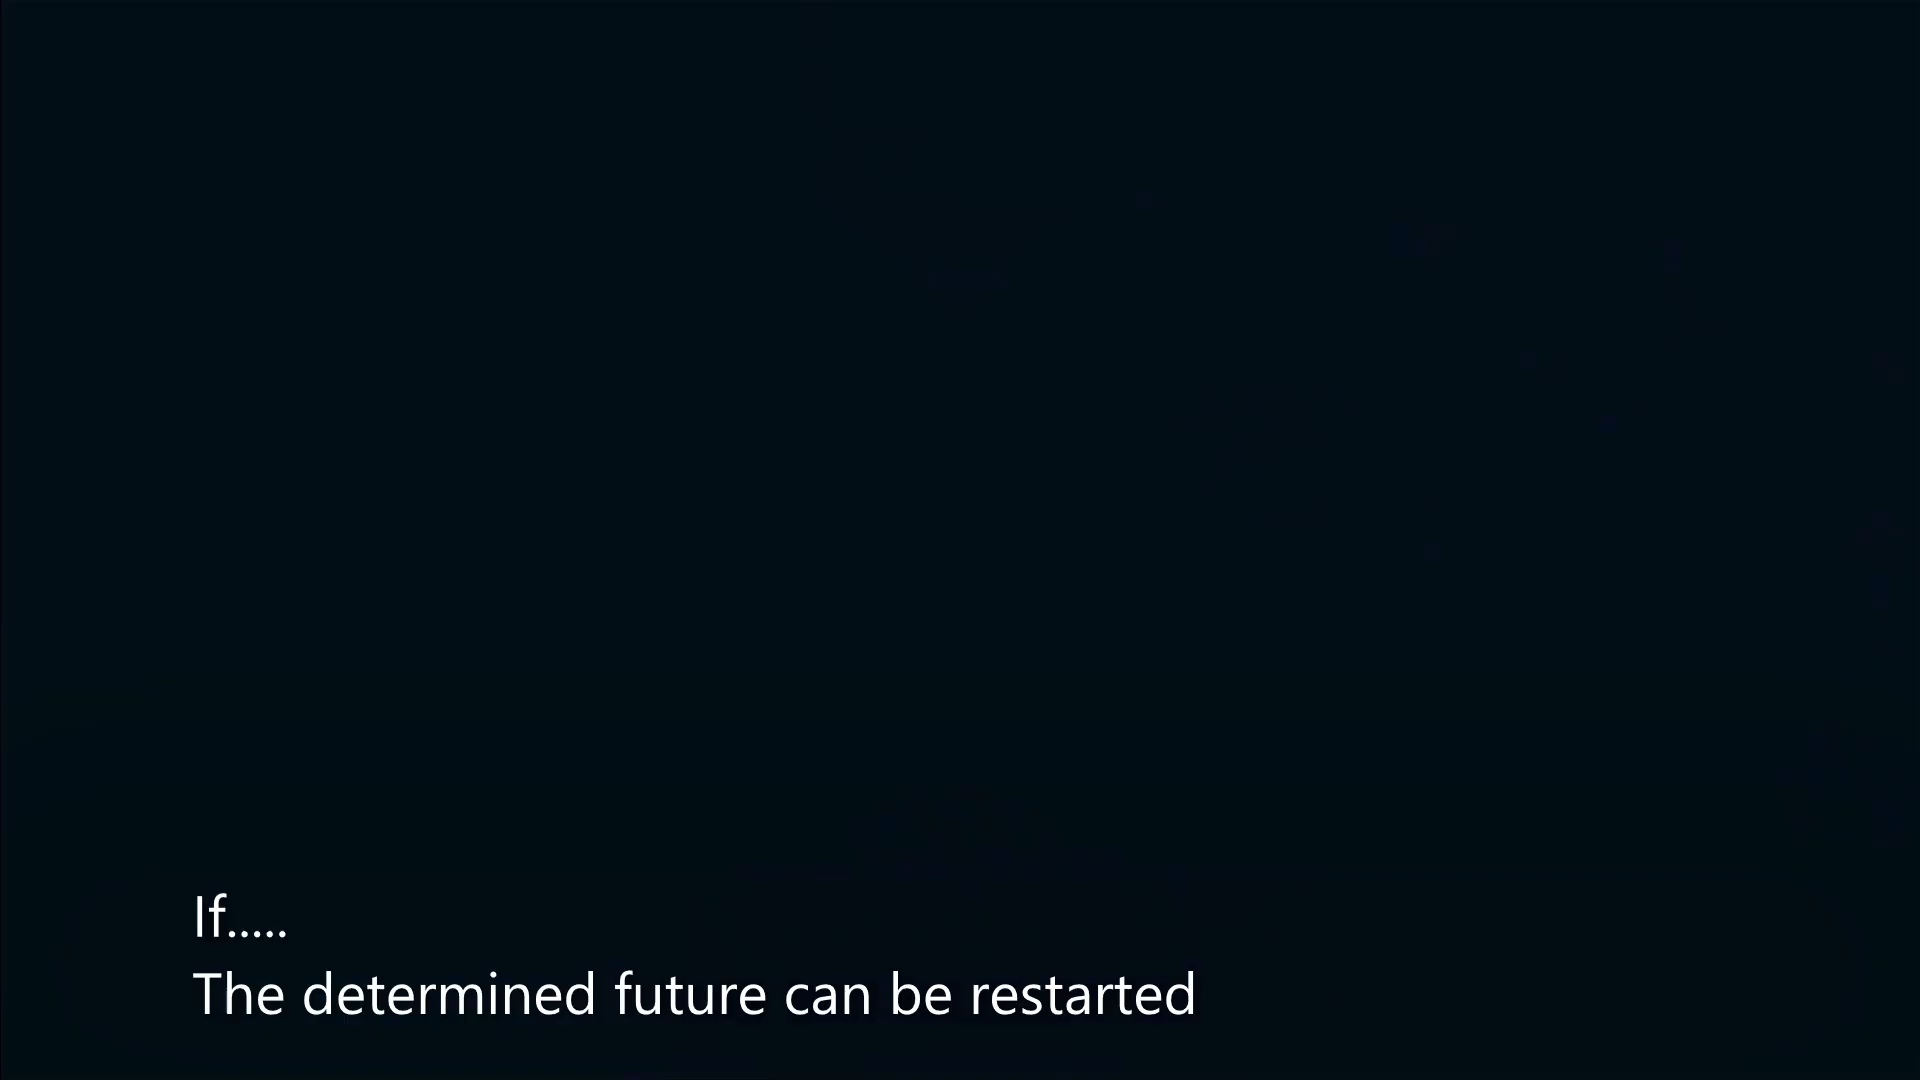 If.....
The determined future can be restarted